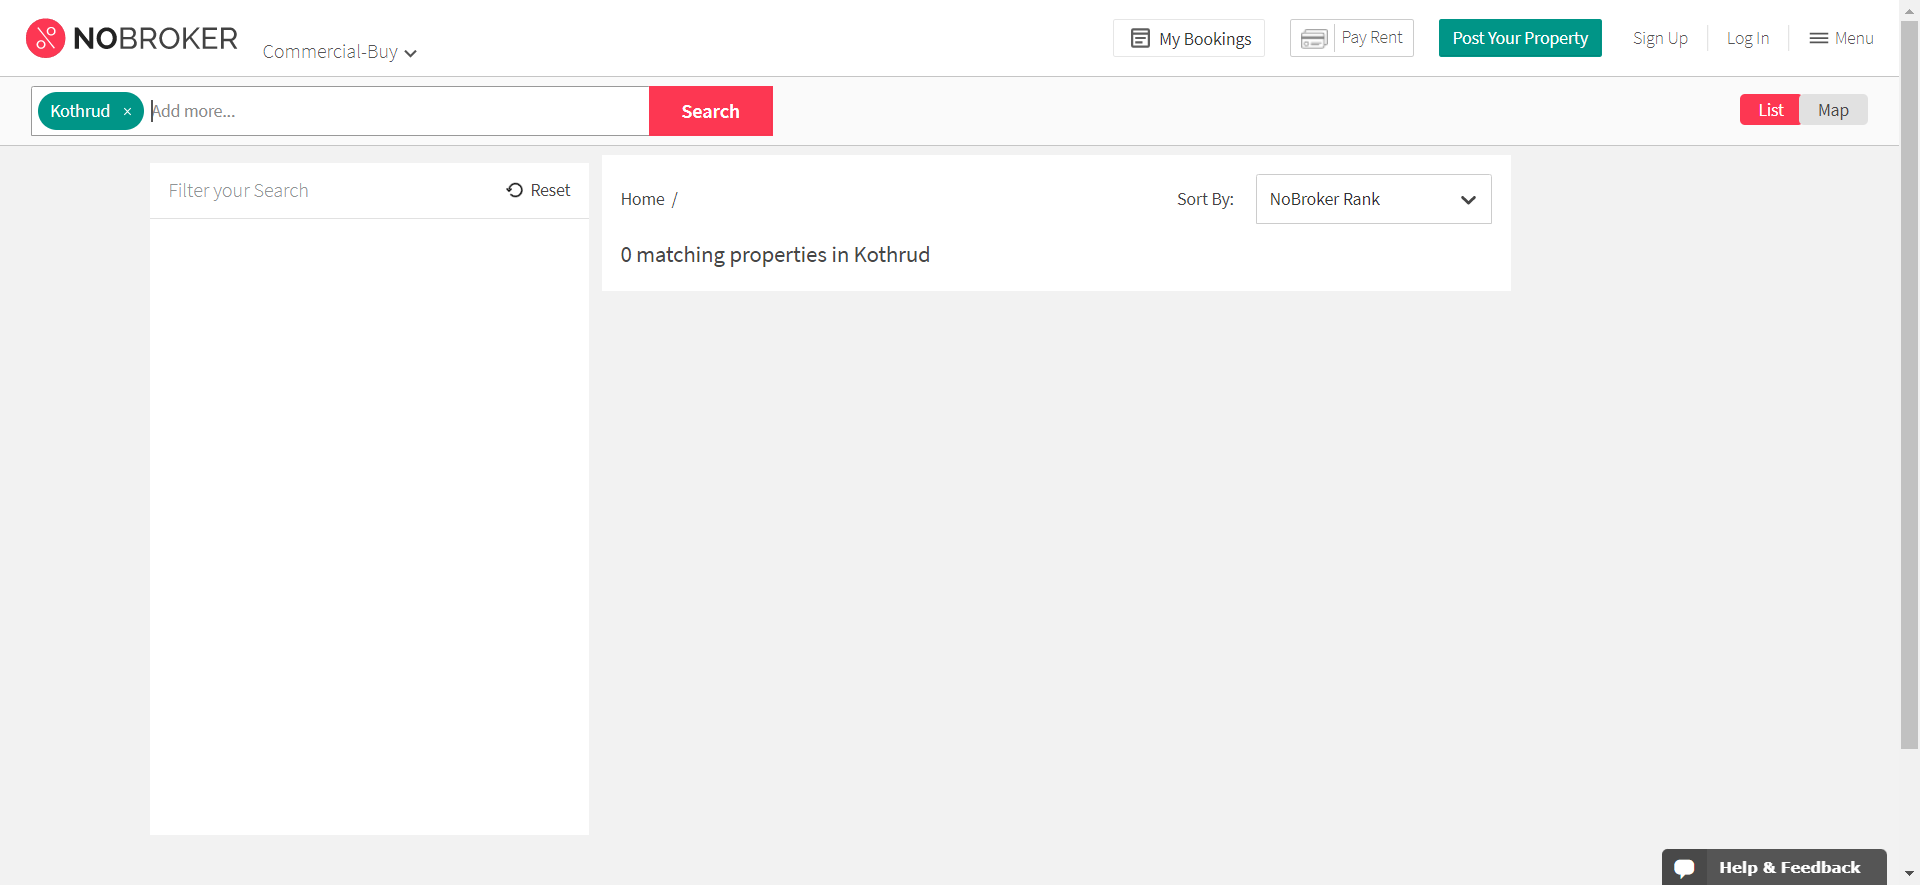 NOBROKER
Commercial-Buy
My Bookings
Pay Rent
Post Your Property
Sign Up
Log In
Menu
Kothrud ×
Add more...
Search
List
Map
Filter your Search
Reset
Home /
Sort By:
NoBroker Rank
0 matching properties in Kothrud
Help & Feedback